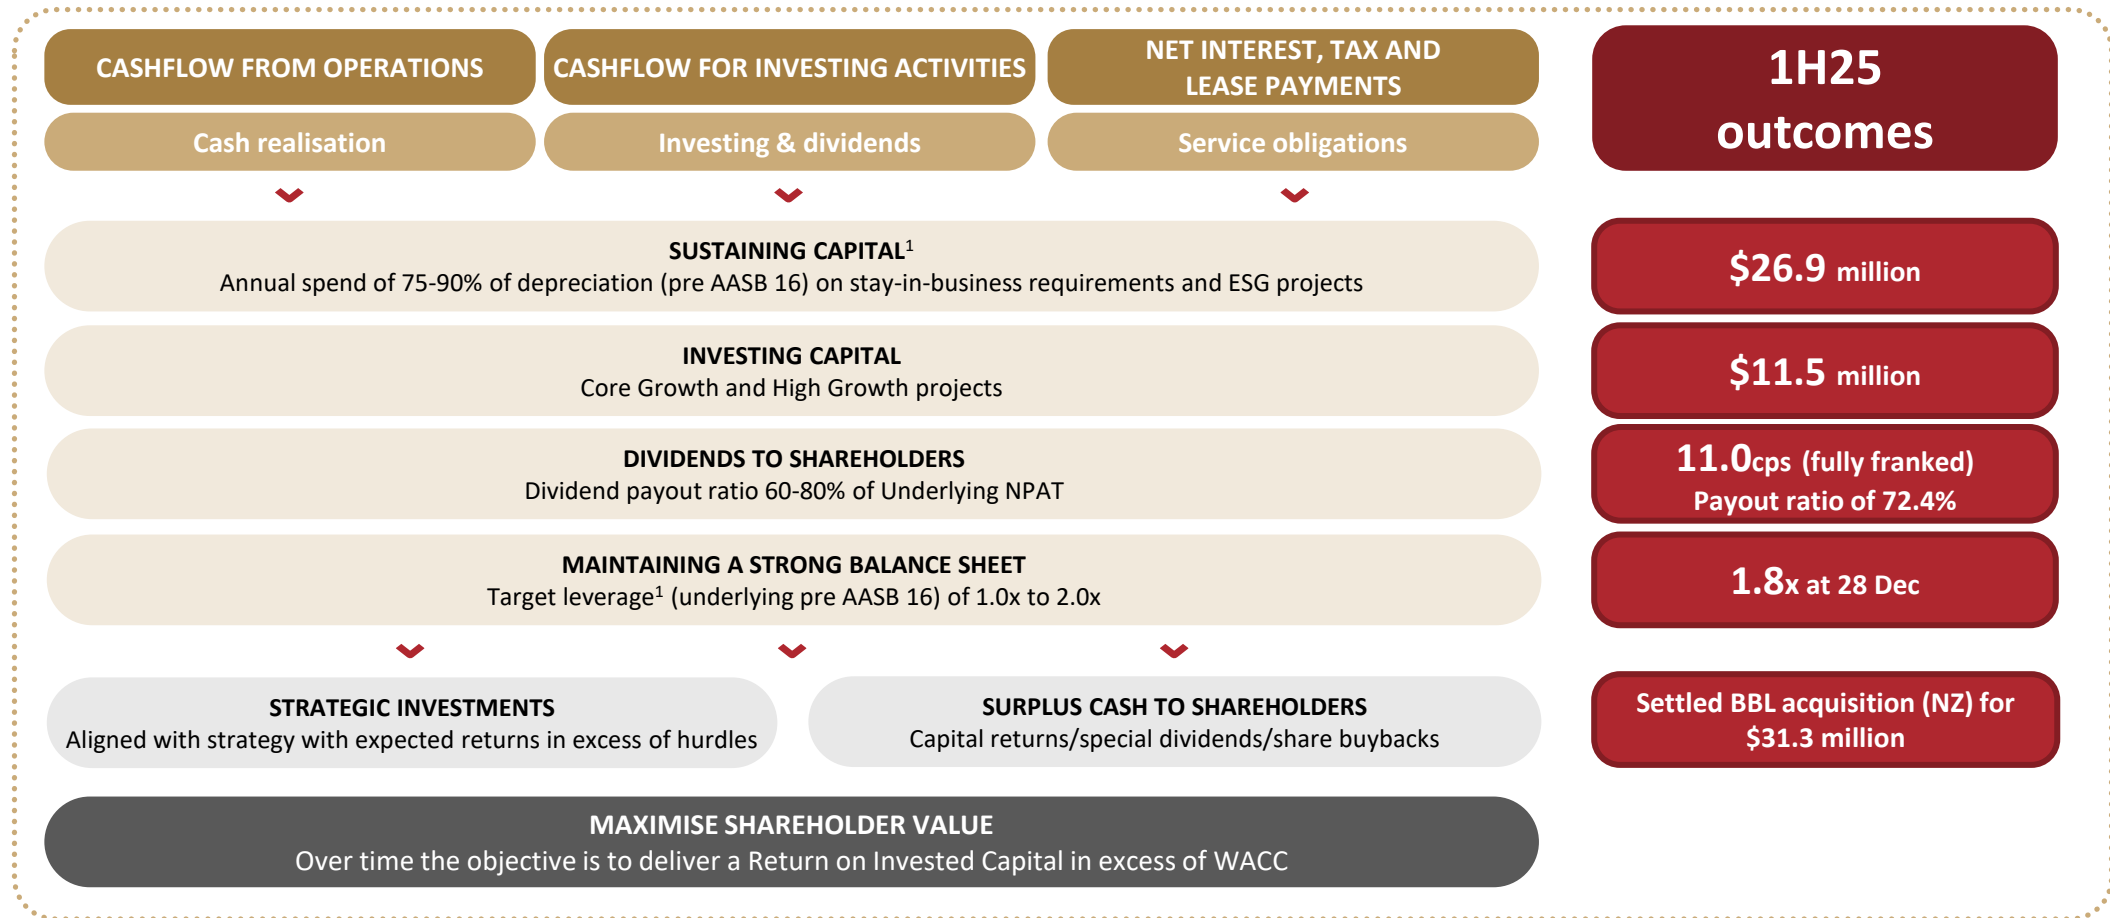 CASHFLOW FROM OPERATIONS
CASHFLOW FOR INVESTING ACTIVITIES
NET INTEREST, TAX AND
LEASE PAYMENTS
1H25
outcomes
Cash realisation
Investing & dividends
Service obligations
SUSTAINING CAPITAL¹
Annual spend of 75-90% of depreciation (pre AASB 16) on stay-in-business requirements and ESG projects
$26.9 million
INVESTING CAPITAL
Core Growth and High Growth projects
$11.5 million
DIVIDENDS TO SHAREHOLDERS
Dividend payout ratio 60-80% of Underlying NPAT
11.0cps (fully franked)
Payout ratio of 72.4%
MAINTAINING A STRONG BALANCE SHEET
Target leverage¹ (underlying pre AASB 16) of 1.0x to 2.0x
1.8x at 28 Dec
STRATEGIC INVESTMENTS
Aligned with strategy with expected returns in excess of hurdles
SURPLUS CASH TO SHAREHOLDERS
Capital returns/special dividends/share buybacks
Settled BBL acquisition (NZ) for
$31.3 million
MAXIMISE SHAREHOLDER VALUE
Over time the objective is to deliver a Return on Invested Capital in excess of WACC